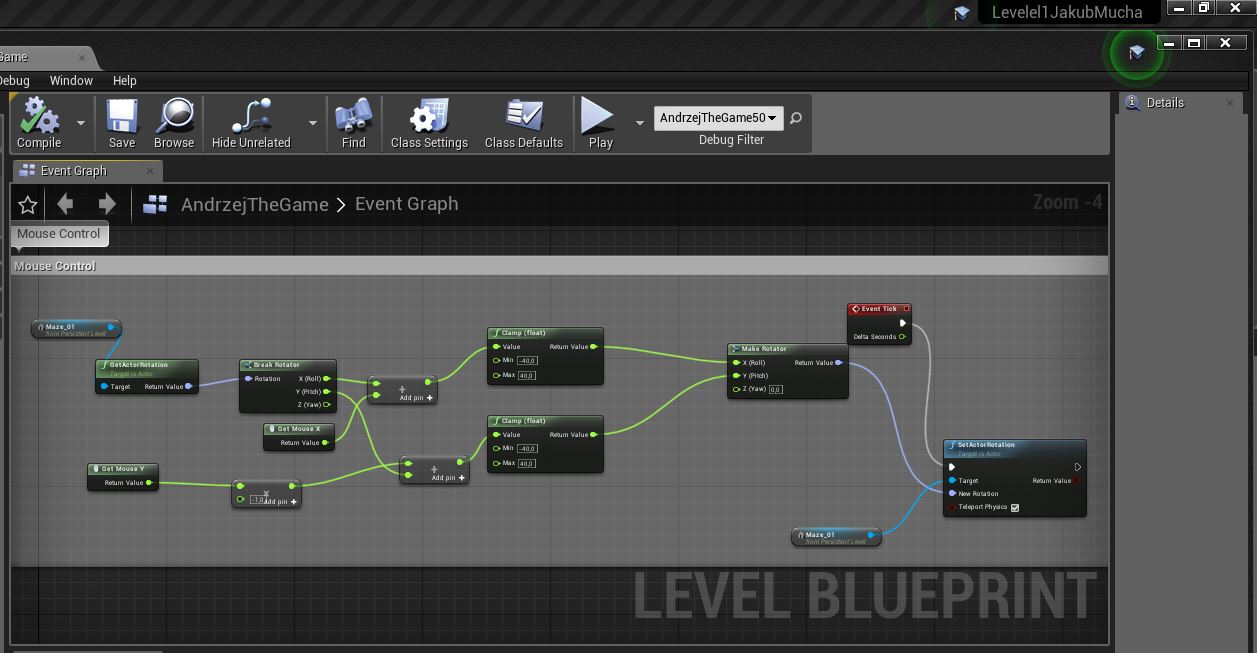 Levelel1JakubMucha
Game
Debug Window Help
Details
Compile
Save
Browse
Hide Unrelated
Find
Class Settings
Class Defaults
Play
AndrzejTheGame50
Debug Filter
Event Graph
AndrzejTheGame > Event Graph
Zoom -4
Mouse Control
Mouse Control
Maze_01
from Persistent Level
GetActorRotation
Target is Actor
Target Return Value
Break Rotator
Rotation X (Roll)
Y (Pitch)
Z (Yaw)
Get Mouse X
Return Value
Get Mouse Y
Return Value
-1,0
Add pin +
+
Add pin +
+
Add pin +
Clamp (float)
Value Return Value
Min -40,0
Max 40,0
Clamp (float)
Value Return Value
Min -40,0
Max 40,0
Make Rotator
X (Roll) Return Value
Y (Pitch)
Z (Yaw) 0,0
Event Tick
Delta Seconds
SetActorRotation
Target is Actor
Target Return Value
New Rotation
Teleport Physics
Maze_01
from Persistent Level
LEVEL BLUEPRINT